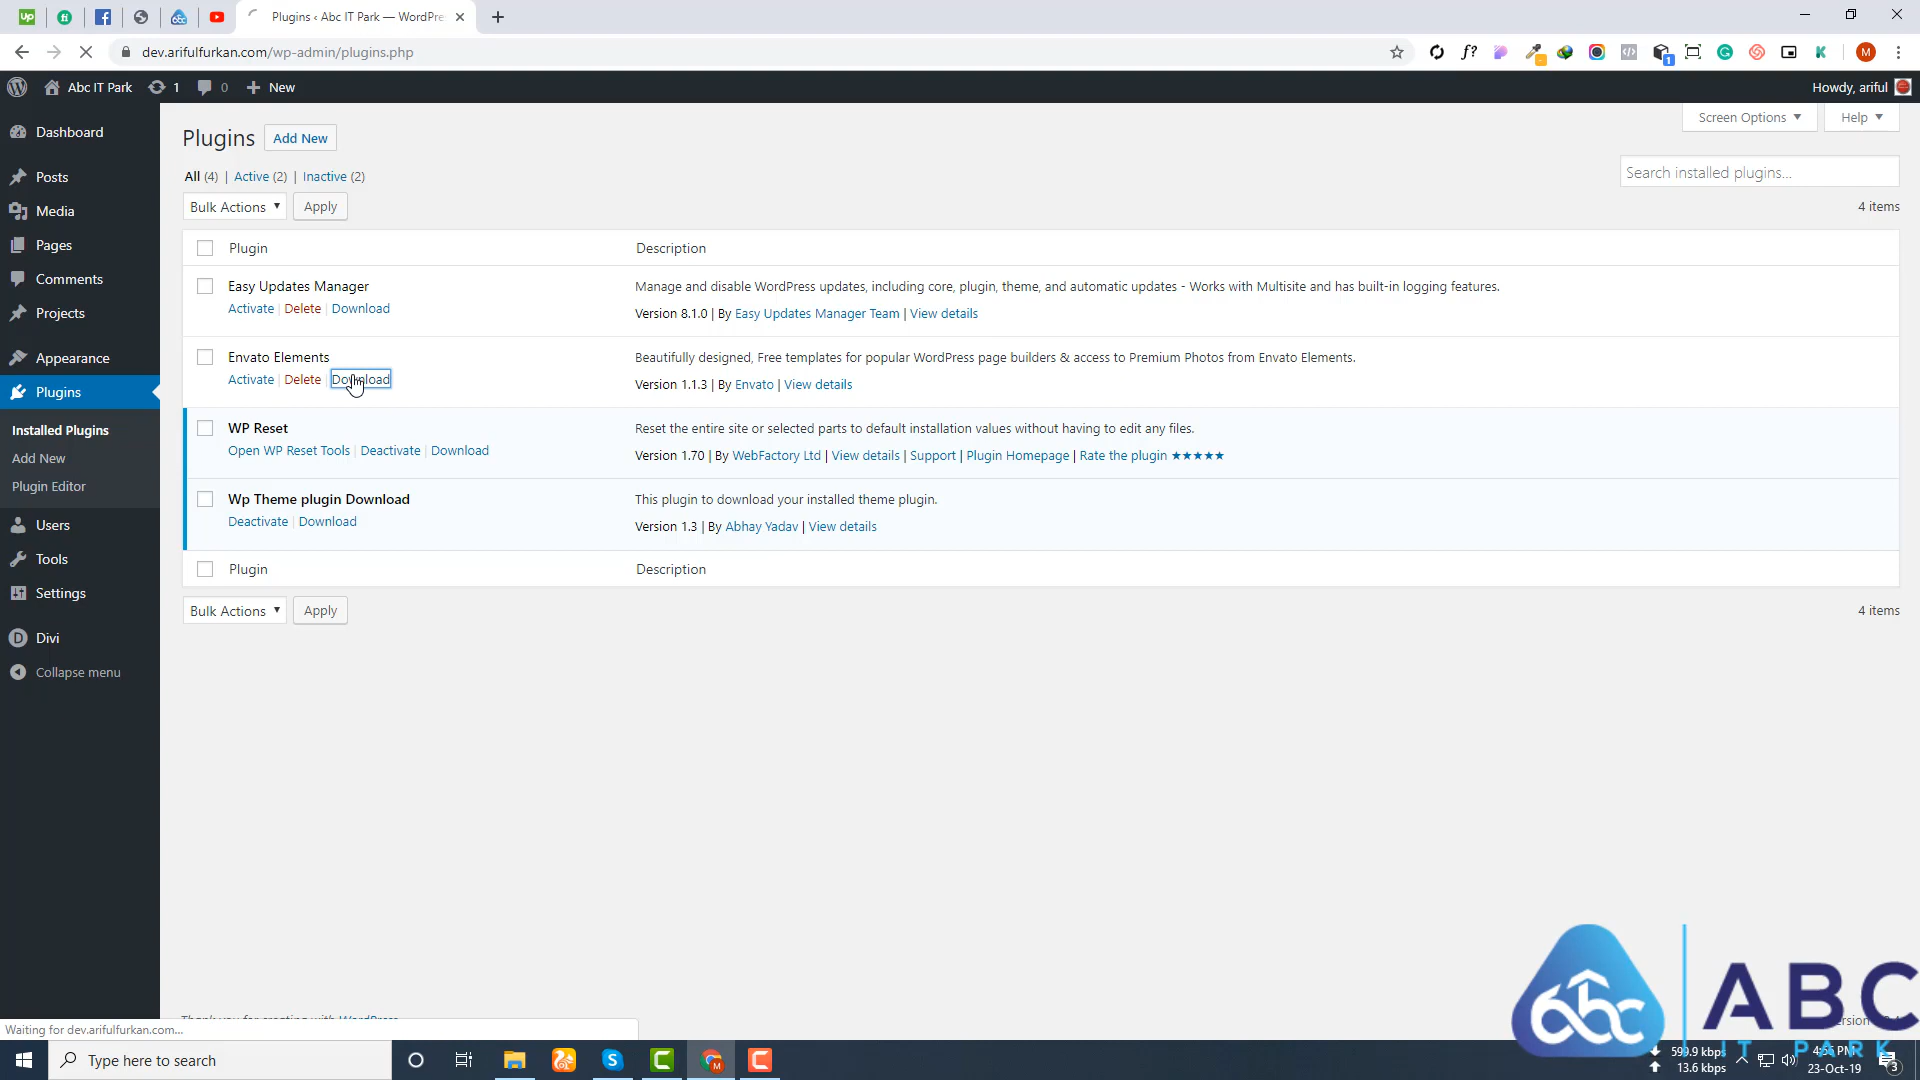 Plugins ‹ Abc IT Park — WordPre
dev.arifulfurkan.com/wp-admin/plugins.php
Abc IT Park 1 0 New Howdy, ariful
Screen Options Help
Dashboard
Posts
Media
Pages
Comments
Projects
Appearance
Plugins
Installed Plugins
Add New
Plugin Editor
Users
Tools
Settings
Divi
Collapse menu
Plugins Add New
All (4) | Active (2) | Inactive (2)
Search installed plugins...
Bulk Actions Apply 4 items
Plugin Description
Easy Updates Manager
Activate | Delete | Download
Manage and disable WordPress updates, including core, plugin, theme, and automatic updates - Works with Multisite and has built-in logging features.
Version 8.1.0 | By Easy Updates Manager Team | View details
Envato Elements
Activate | Delete | Download
Beautifully designed, Free templates for popular WordPress page builders & access to Premium Photos from Envato Elements.
Version 1.1.3 | By Envato | View details
WP Reset
Open WP Reset Tools | Deactivate | Download
Reset the entire site or selected parts to default installation values without having to edit any files.
Version 1.70 | By WebFactory Ltd | View details | Support | Plugin Homepage | Rate the plugin ★★★★★
Wp Theme plugin Download
Deactivate | Download
This plugin to download your installed theme plugin.
Version 1.3 | By Abhay Yadav | View details
Plugin Description
Bulk Actions Apply 4 items
Waiting for dev.arifulfurkan.com...
abc ABC
IT PARK
Type here to search
599.9 kbps
13.6 kbps
23-Oct-19
3